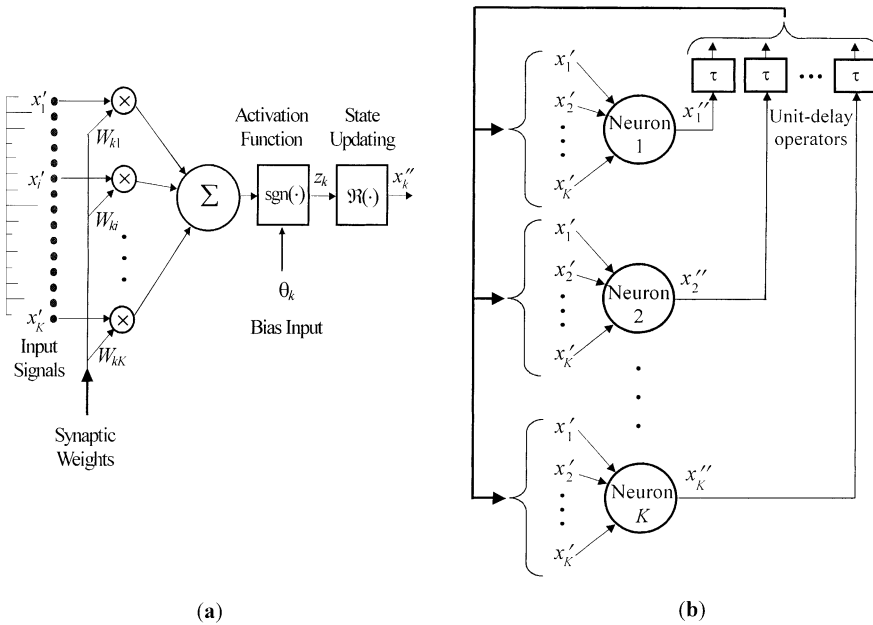 x′1
x′i
x′K
Wk1
Wki
WkK
×
×
×
Σ
Activation
Function
State
Updating
sgn(·)
zk
ℜ(·)
x″k
θk
Bias Input
Input
Signals
Synaptic
Weights
(a)
x′1
x′2
x′K
Neuron
1
x″1
τ
τ
τ
Unit-delay
operators
x′1
x′2
x′K
Neuron
2
x″2
x′1
x′2
x′K
Neuron
K
x″K
(b)